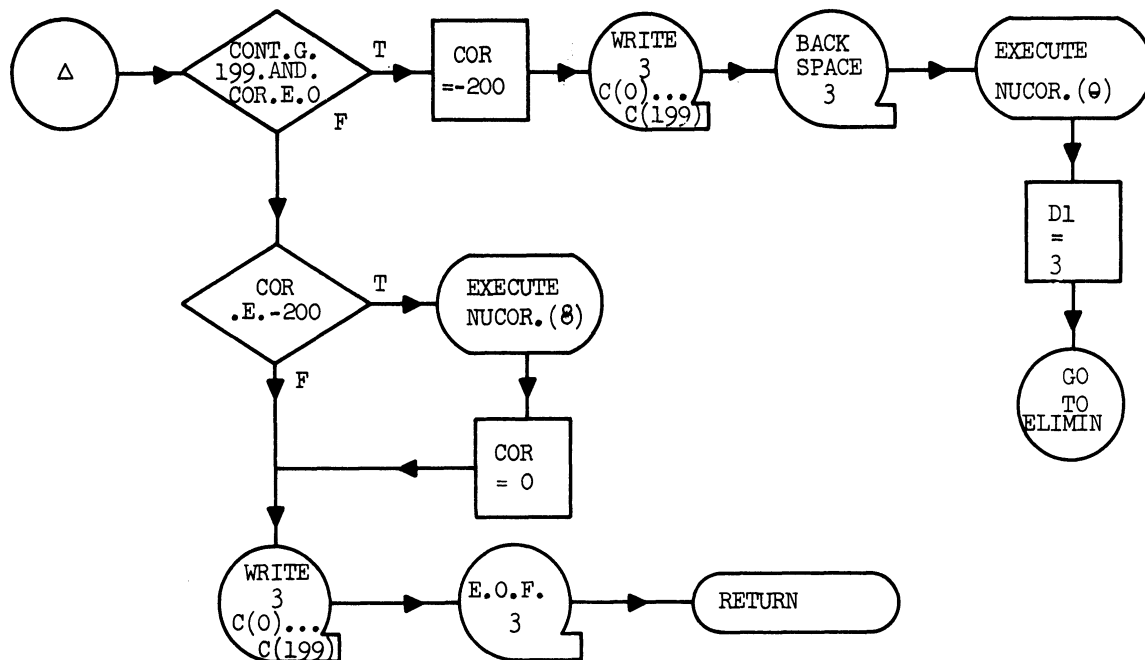 Δ
CONT.G.
199.AND.
COR.E.0
T
F
COR
=-200
WRITE
3
C(0)...
C(199)
BACK
SPACE
3
EXECUTE
NUCOR.(0)
D1
=
3
GO
TO
ELIMIN
COR
.E.-200
T
F
EXECUTE
NUCOR.(8)
COR
= 0
WRITE
3
C(0)...
C(199)
E.O.F.
3
RETURN